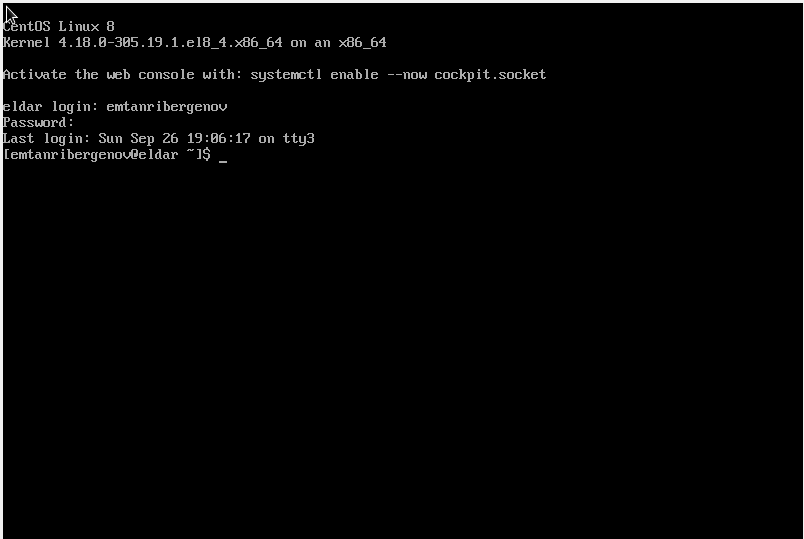 CentOS Linux 8
Kernel 4.18.0-305.19.1.el8_4.x86_64 on an x86_64
Activate the web console with: systemctl enable --now cockpit.socket
eldar login: emtanribergenov
Password:
Last login: Sun Sep 26 19:06:17 on tty3
[emtanribergenov@eldar ~]$ _